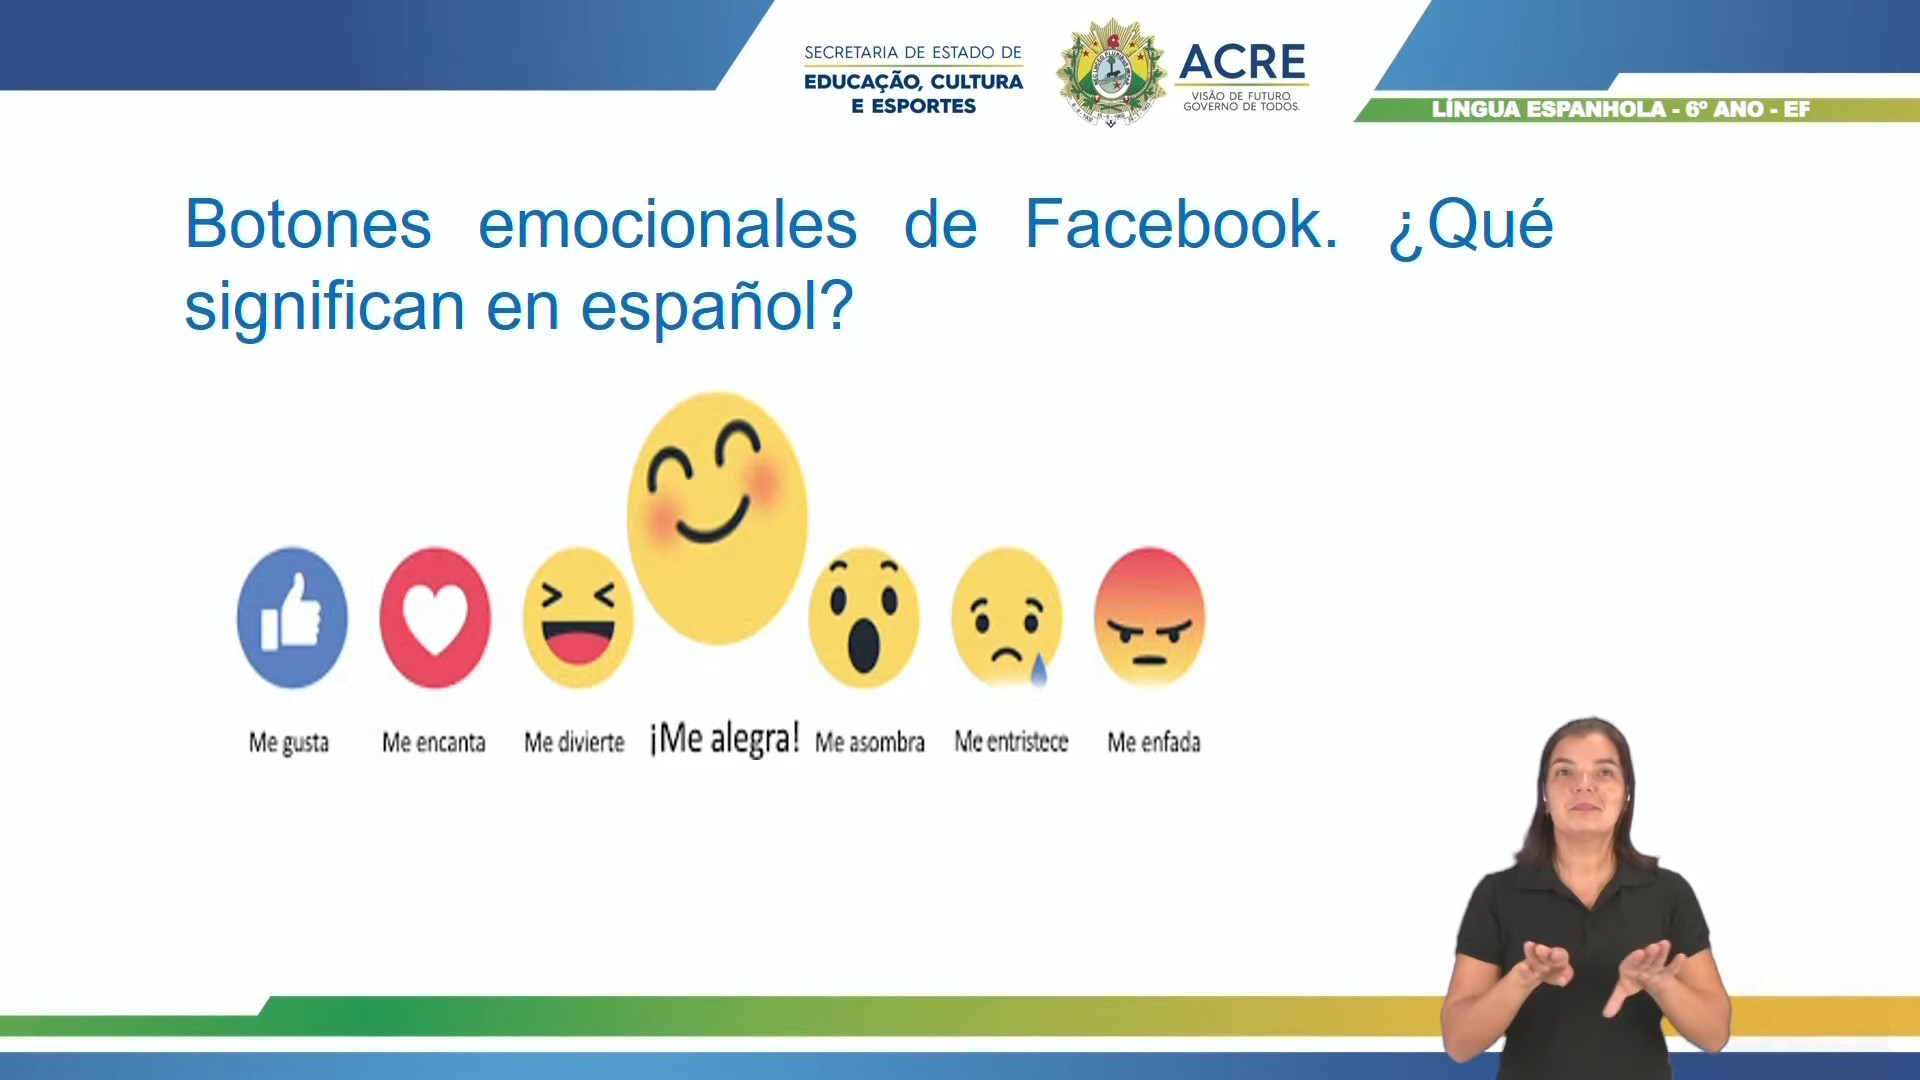 SECRETARIA DE ESTADO DE
EDUCAÇÃO, CULTURA
E ESPORTES
ACRE
VISÃO DE FUTURO.
GOVERNO DE TODOS.
LÍNGUA ESPANHOLA - 6º ANO - EF
Botones emocionales de Facebook. ¿Qué
significan en español?
Me gusta Me encanta Me divierte ¡Me alegra! Me asombra Me entristece Me enfada